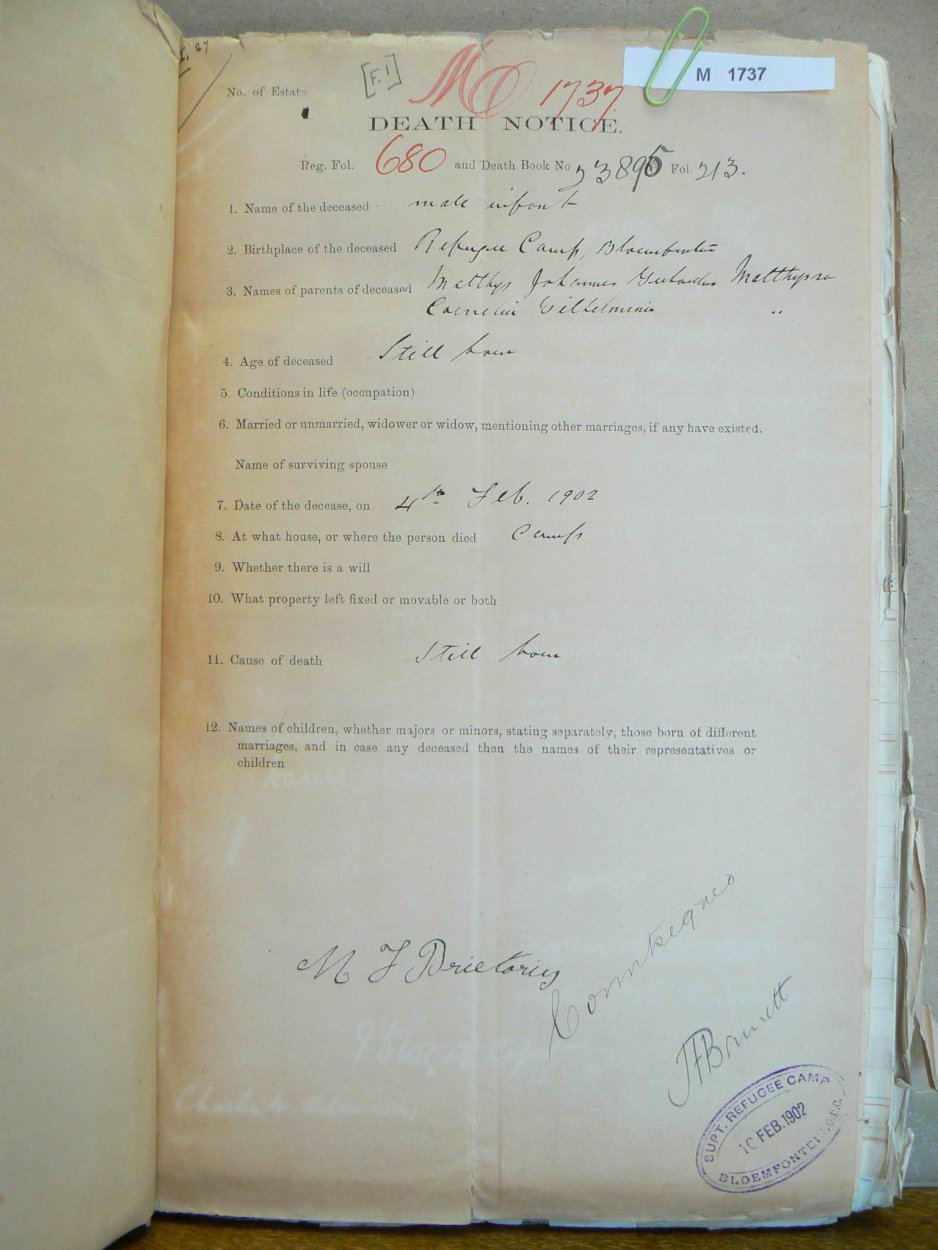 27
[F.1]
MO 1737
M 1737
No. of Estate
DEATH NOTICE.
Reg. Fol. 680 and Death Book No 23895 Fol. 213.
1. Name of the deceased male infant
2. Birthplace of the deceased Refugee Camp, Bloemfontein
3. Names of parents of deceased Matthys Johannes
4. Age of deceased Still born
5. Conditions in life (occupation)
6. Married or unmarried, widower or widow, mentioning other marriages, if any have existed.
Name of surviving spouse
7. Date of the decease, on 4th Feb. 1902
8. At what house, or where the person died Camp
9. Whether there is a will
10. What property left fixed or movable or both
11. Cause of death Still born
12. Names of children, whether majors or minors, stating separately, those born of different
marriages, and in case any deceased then the names of their representatives or
children
M J
SUPT. REFUGEE CAMP
10 FEB. 1902
BLOEMFONTEIN